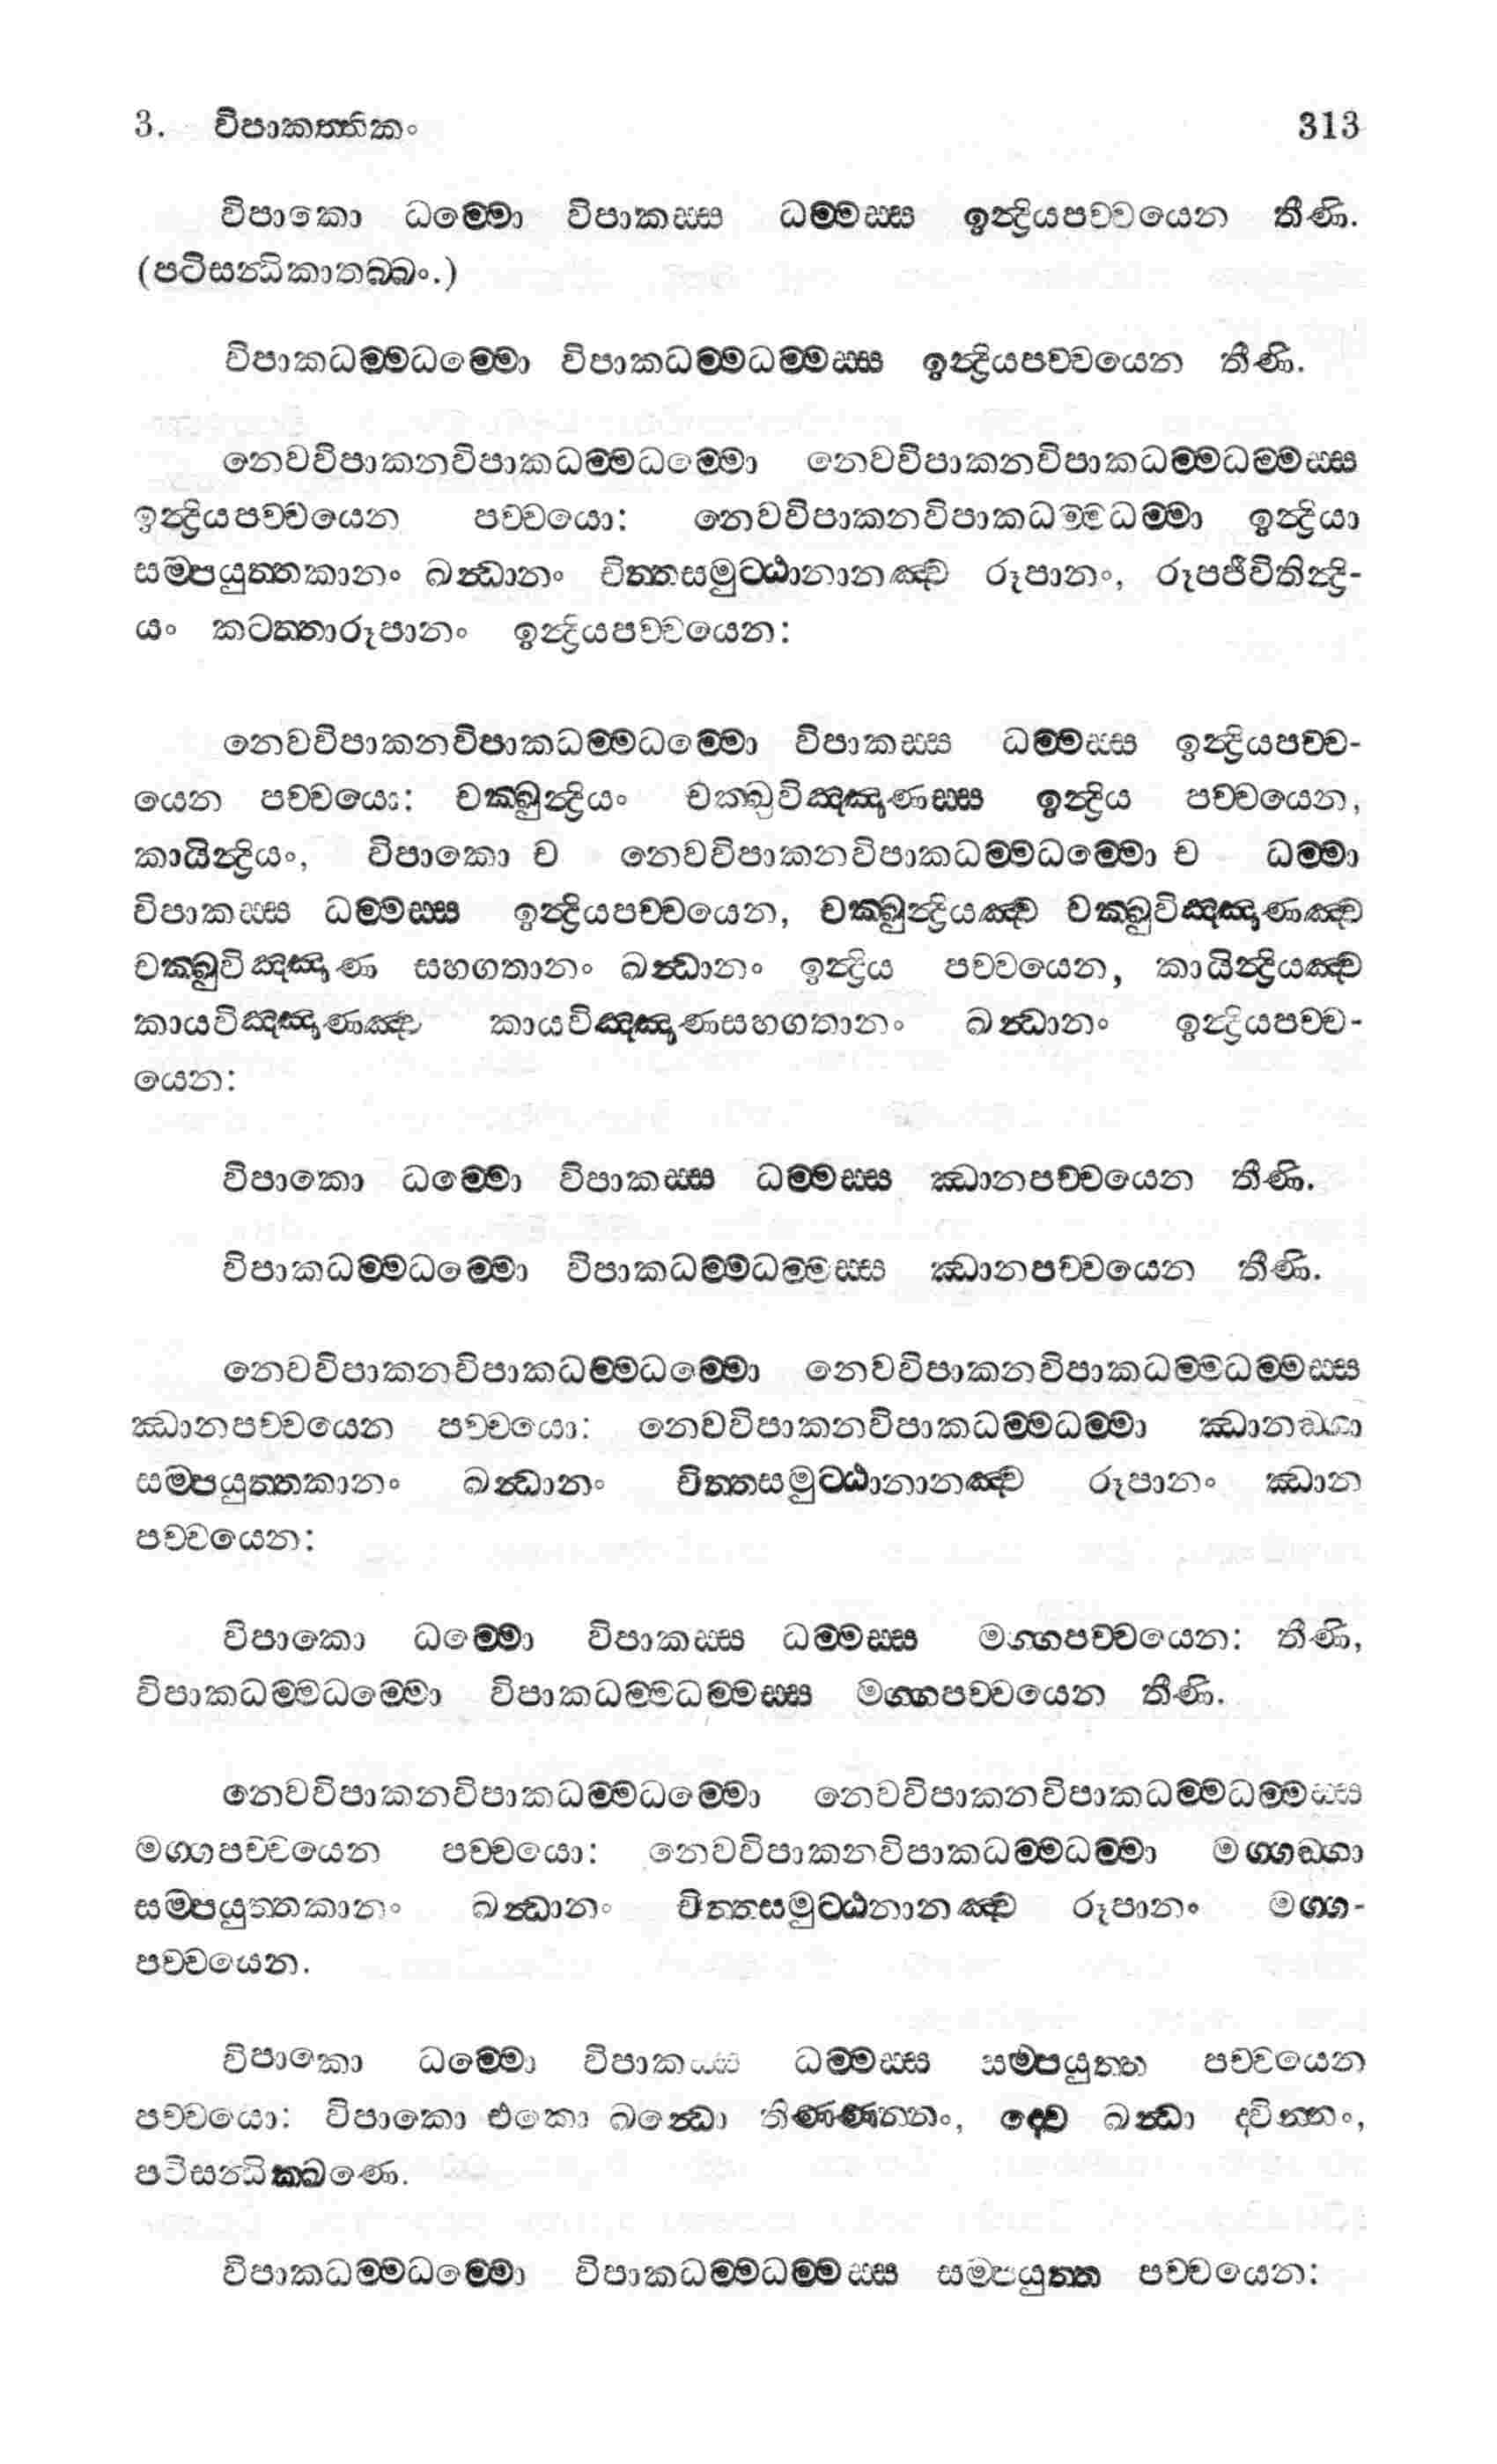 3. විපාකත්තිකං 313
විපාකො ධම්මො විපාකස්ස ධම්මස්ස ඉන්ද්‍රියපච්චයෙන තීණි.
(පටිසන්ධිකාතබ්බං.)
විපාකධම්මධම්මො විපාකධම්මධම්මස්ස ඉන්ද්‍රියපච්චයෙන තීණි.
නෙවවිපාකනවිපාකධම්මධම්මො නෙවවිපාකනවිපාකධම්මධම්මස්ස
ඉන්ද්‍රියපච්චයෙන පච්චයො: නෙවවිපාකනවිපාකධම්මධම්මා ඉන්ද්‍රියා
සම්පයුත්තකානං ඛන්ධානං චිත්තසමුට්ඨානානඤ්ච රූපානං, රූපජීවිතින්ද්‍රි-
යං කටත්තාරූපානං ඉන්ද්‍රියපච්චයෙන:
නෙවවිපාකනවිපාකධම්මධම්මො විපාකස්ස ධම්මස්ස ඉන්ද්‍රියපච්ච-
යෙන පච්චයො: චක්ඛුන්ද්‍රියං චක්ඛුවිඤ්ඤණස්ස ඉන්ද්‍රිය පච්චයෙන,
කායින්ද්‍රියං, විපාකො ච නෙවවිපාකනවිපාකධම්මධම්මො ච ධම්මා
විපාකස්ස ධම්මස්ස ඉන්ද්‍රියපච්චයෙන, චක්ඛුන්ද්‍රියඤ්ච චක්ඛුවිඤ්ඤණඤ්ච
චක්ඛුවිඤ්ඤණ සහගතානං ඛන්ධානං ඉන්ද්‍රිය පච්චයෙන, කායින්ද්‍රියඤ්ච
කායවිඤ්ඤණඤ්ච කායවිඤ්ඤණසහගතානං ඛන්ධානං ඉන්ද්‍රියපච්ච-
යෙන:
විපාකො ධම්මො විපාකස්ස ධම්මස්ස ඣානපච්චයෙන තීණි.
විපාකධම්මධම්මො විපාකධම්මධම්මස්ස ඣානපච්චයෙන තීණි.
නෙවවිපාකනවිපාකධම්මධම්මො නෙවවිපාකනවිපාකධම්මධම්මස්ස
ඣානපච්චයෙන පච්චයො: නෙවවිපාකනවිපාකධම්මධම්මා ඣානඞ්ගා
සම්පයුත්තකානං ඛන්ධානං චිත්තසමුට්ඨානානඤ්ච රූපානං ඣාන
පච්චයෙන:
විපාකො ධම්මො විපාකස්ස ධම්මස්ස මග්ගපච්චයෙන: තීණි,
විපාකධම්මධම්මො විපාකධම්මධම්මස්ස මග්ගපච්චයෙන තීණි.
නෙවවිපාකනවිපාකධම්මධම්මො නෙවවිපාකනවිපාකධම්මධම්මස්ස
මග්ගපච්චයෙන පච්චයො: නෙවවිපාකනවිපාකධම්මධම්මා මග්ගඞ්ගා
සම්පයුත්තකානං ඛන්ධානං චිත්තසමුට්ඨනානඤ්ච රූපානං මග්ග-
පච්චයෙන.
විපාකො ධම්මො විපාකස්ස ධම්මස්ස සම්පයුත්ත පච්චයෙන
පච්චයො: විපාකො එකො ඛන්ධො තිණ්ණන්නං, ද්වෙ ඛන්ධා ද්වින්නං,
පටිසන්ධික්ඛණෙ.
විපාකධම්මධම්මො විපාකධම්මධම්මස්ස සම්පයුත්ත පච්චයෙන: